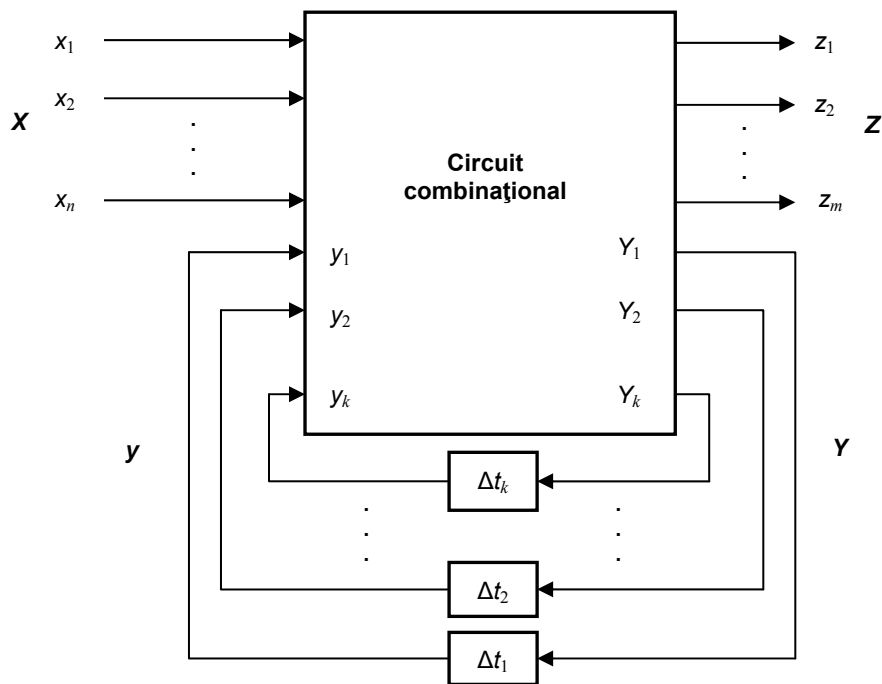 x1
z1
x2
z2
X
Z
Circuit
combinaţional
xn
zm
y1
Y1
y2
Y2
yk
Yk
y
Y
Δtk
Δt2
Δt1